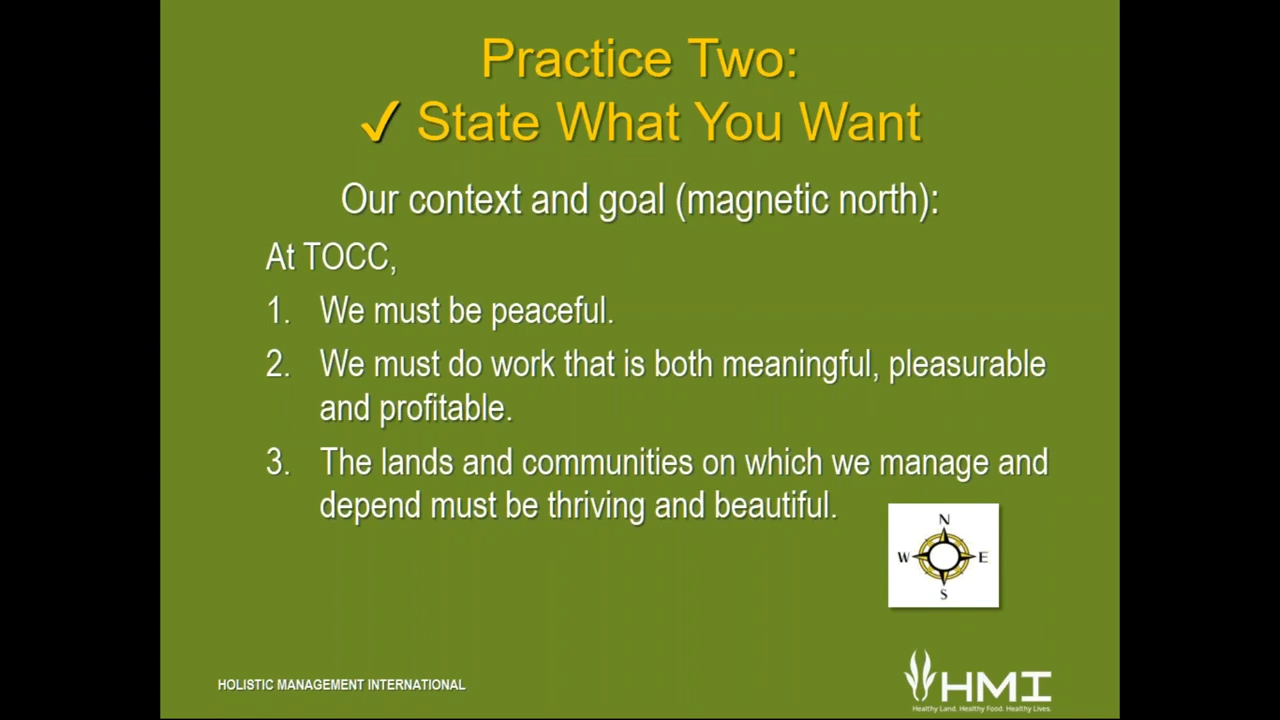 Practice Two:
✓ State What You Want
Our context and goal (magnetic north):
At TOCC,
1. We must be peaceful.
2. We must do work that is both meaningful, pleasurable
and profitable.
3. The lands and communities on which we manage and
depend must be thriving and beautiful.
N
W E
S
HOLISTIC MANAGEMENT INTERNATIONAL
HMI
Healthy Land. Healthy Food. Healthy Lives.